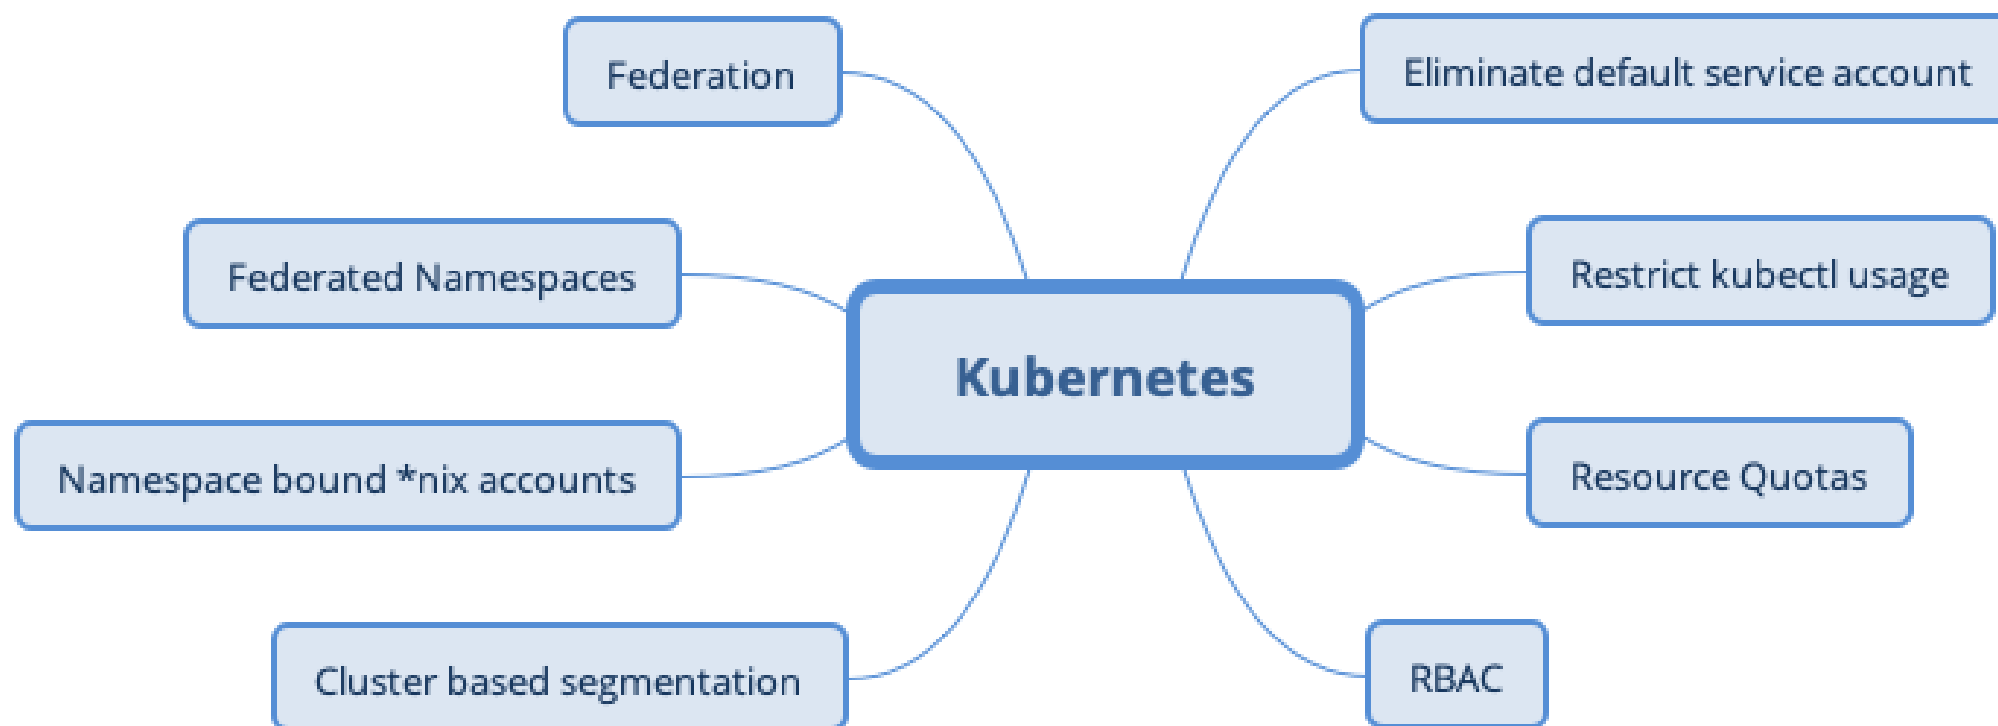 Federation
Eliminate default service account
Federated Namespaces
Restrict kubectl usage
Kubernetes
Namespace bound *nix accounts
Resource Quotas
Cluster based segmentation
RBAC